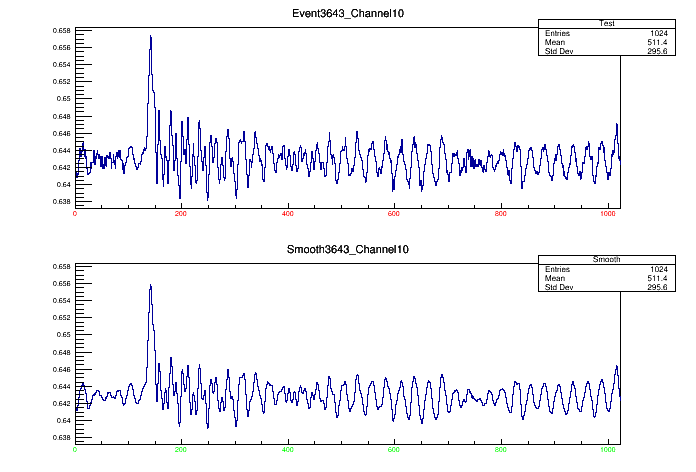 Event3643_Channel10
Test
Entries 1024
Mean 511.4
Std Dev 295.6
0.658
0.656
0.654
0.652
0.65
0.648
0.646
0.644
0.642
0.64
0.638
0 200 400 600 800 1000
Smooth3643_Channel10
Smooth
Entries 1024
Mean 511.4
Std Dev 295.6
0.658
0.656
0.654
0.652
0.65
0.648
0.646
0.644
0.642
0.64
0.638
0 200 400 600 800 1000